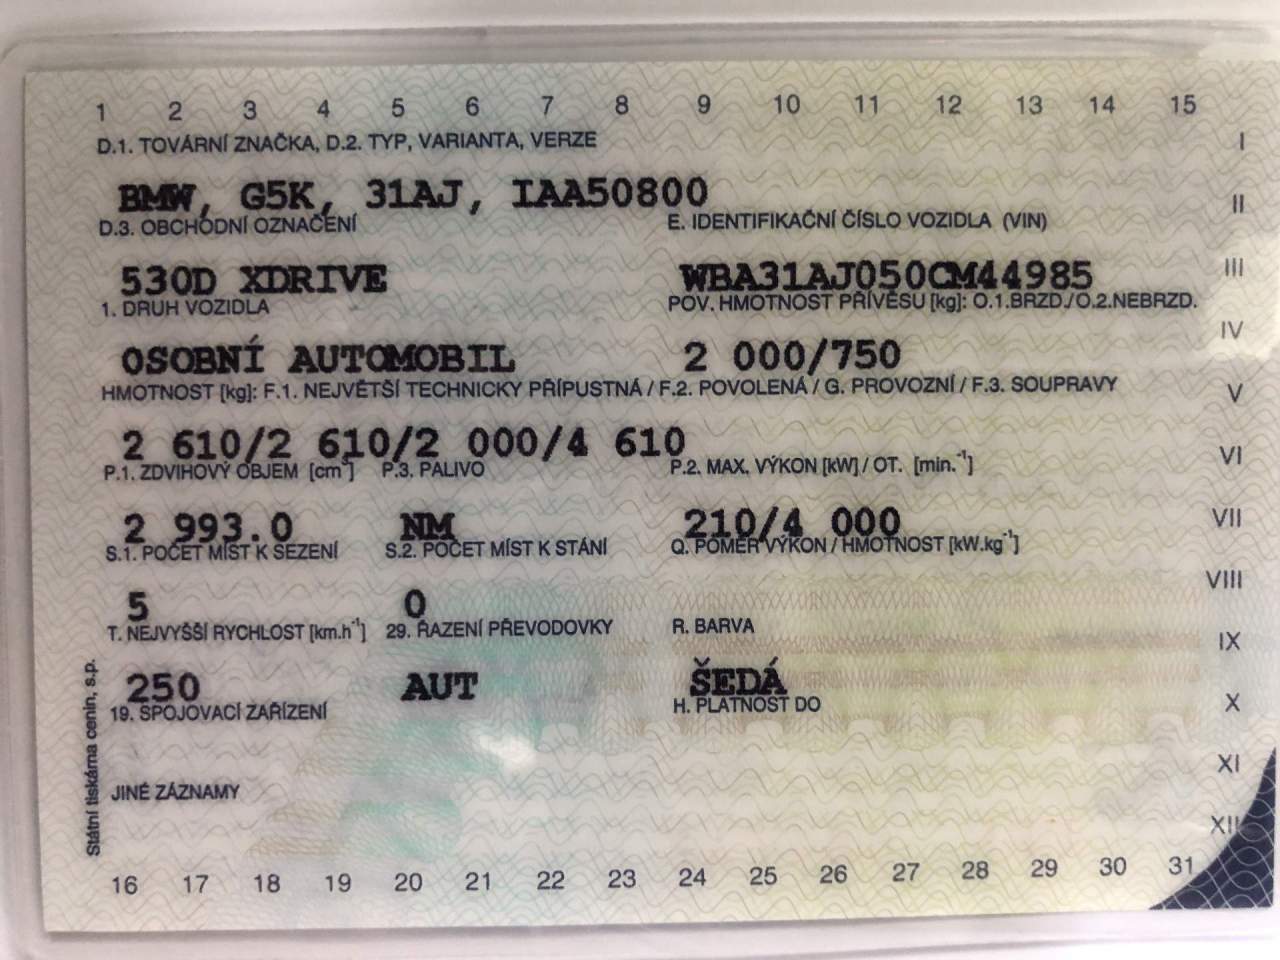 1 2 3 4 5 6 7 8 9 10 11 12 13 14 15
D.1. TOVÁRNÍ ZNAČKA, D.2. TYP, VARIANTA, VERZE
I
BMW, G5K, 31AJ, IAA50800
II
D.3. OBCHODNÍ OZNAČENÍ E. IDENTIFIKAČNÍ ČÍSLO VOZIDLA (VIN)
530D XDRIVE WBA31AJ050CM44985
III
1. DRUH VOZIDLA POV. HMOTNOST PŘÍVĚSU [kg]: O.1.BRZD./O.2.NEBRZD.
IV
OSOBNÍ AUTOMOBIL 2 000/750
HMOTNOST [kg]: F.1. NEJVĚTŠÍ TECHNICKY PŘÍPUSTNÁ / F.2. POVOLENÁ / G. PROVOZNÍ / F.3. SOUPRAVY
V
2 610/2 610/2 000/4 610
VI
P.1. ZDVIHOVÝ OBJEM [cm³] P.3. PALIVO P.2. MAX. VÝKON [kW] / OT. [min.⁻¹]
2 993.0 NM 210/4 000
VII
S.1. POČET MÍST K SEZENÍ S.2. POČET MÍST K STÁNÍ Q. POMĚR VÝKON / HMOTNOST [kW.kg⁻¹]
VIII
5 0
T. NEJVYŠŠÍ RYCHLOST [km.h⁻¹] 29. ŘAZENÍ PŘEVODOVKY R. BARVA
IX
250 AUT ŠEDÁ
X
19. SPOJOVACÍ ZAŘÍZENÍ H. PLATNOST DO
XI
JINÉ ZÁZNAMY
XII
Státní tiskárna cenin, s.p.
16 17 18 19 20 21 22 23 24 25 26 27 28 29 30 31